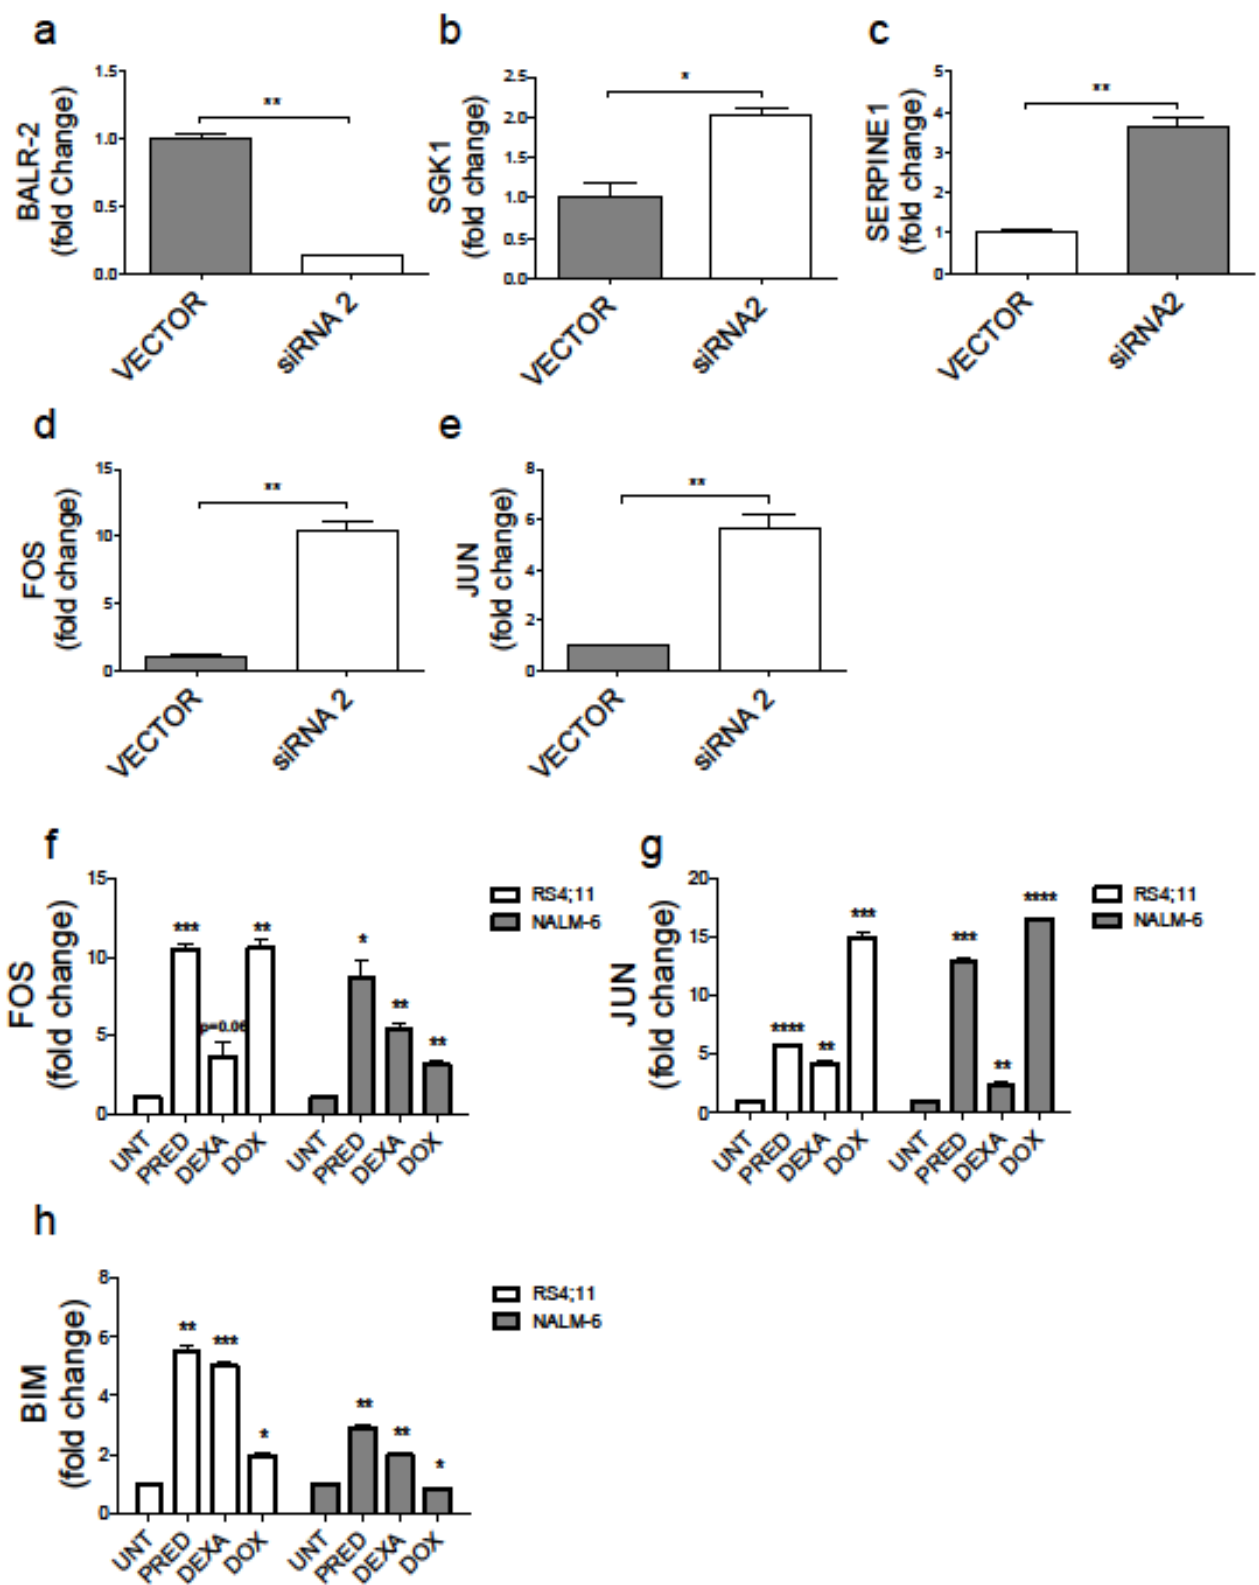 a
BALR-2
(fold Change)
1.5
1.0
0.5
0.0
**
VECTOR
siRNA 2
b
SGK1
(fold change)
2.5
2.0
1.5
1.0
0.5
0.0
*
VECTOR
siRNA2
c
SERPINE1
(fold change)
5
4
3
2
1
0
**
VECTOR
siRNA2
d
FOS
(fold change)
15
10
5
0
**
VECTOR
siRNA 2
e
JUN
(fold change)
8
6
4
2
0
**
VECTOR
siRNA 2
f
FOS
(fold change)
15
10
5
0
***
p=0.06
**
*
**
**
UNT
PRED
DEXA
DOX
UNT
PRED
DEXA
DOX
RS4;11
NALM-6
g
JUN
(fold change)
20
15
10
5
0
****
**
***
***
**
****
UNT
PRED
DEXA
DOX
UNT
PRED
DEXA
DOX
RS4;11
NALM-6
h
BIM
(fold change)
8
6
4
2
0
**
***
*
**
**
*
UNT
PRED
DEXA
DOX
UNT
PRED
DEXA
DOX
RS4;11
NALM-6